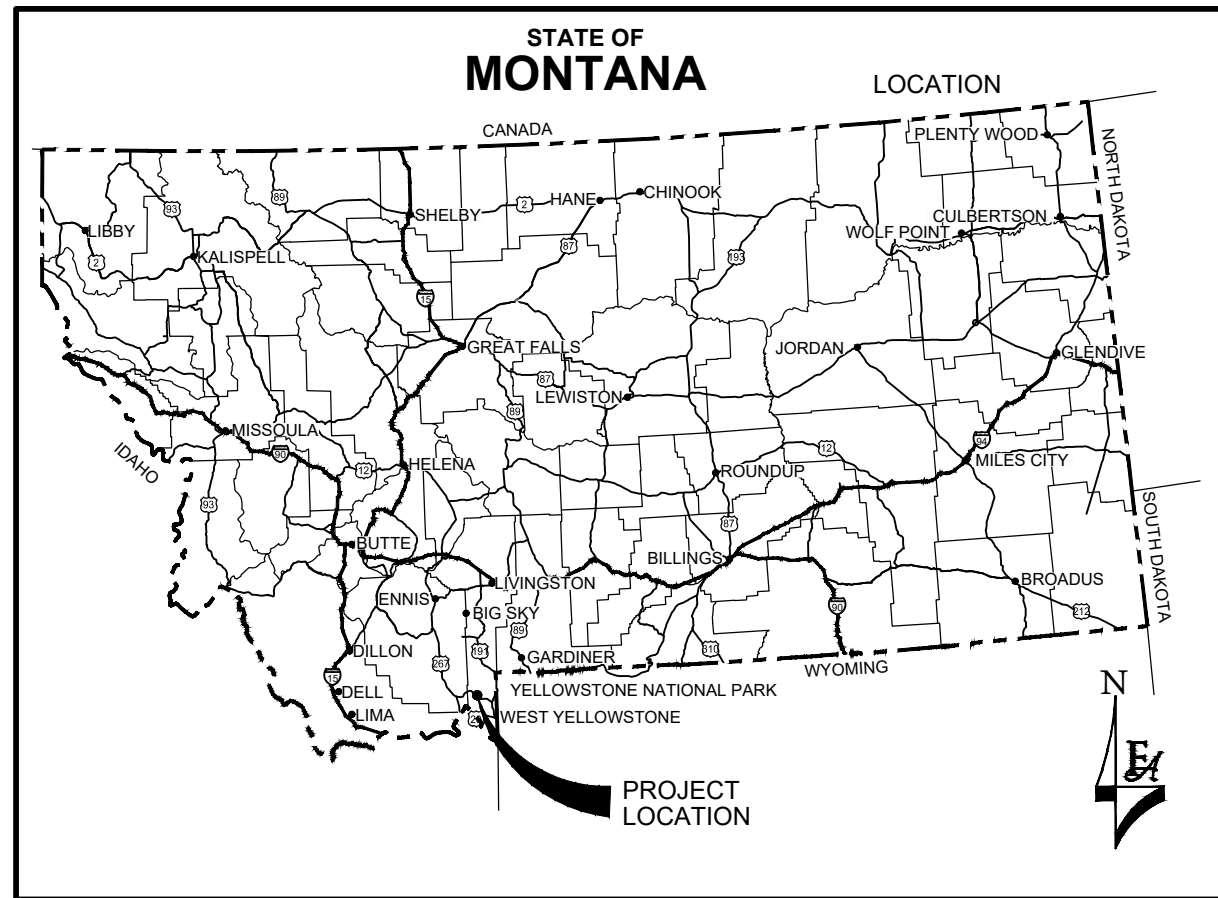 STATE OF
MONTANA
LOCATION
CANADA
PLENTY WOOD
NORTH DAKOTA
89
93
2
HANE
CHINOOK
SHELBY
CULBERTSON
WOLF POINT
LIBBY
87
193
2
KALISPELL
15
GREAT FALLS
JORDAN
GLENDIVE
87
LEWISTON
89
MISSOULA
90
IDAHO
12
HELENA
12
94
MILES CITY
ROUNDUP
93
87
SOUTH DAKOTA
BUTTE
BILLINGS
LIVINGSTON
BROADUS
ENNIS
90
212
BIG SKY
89
DILLON
267
191
310
GARDINER
WYOMING
15
DELL
YELLOWSTONE NATIONAL PARK
N
LIMA
WEST YELLOWSTONE
EA
PROJECT
LOCATION